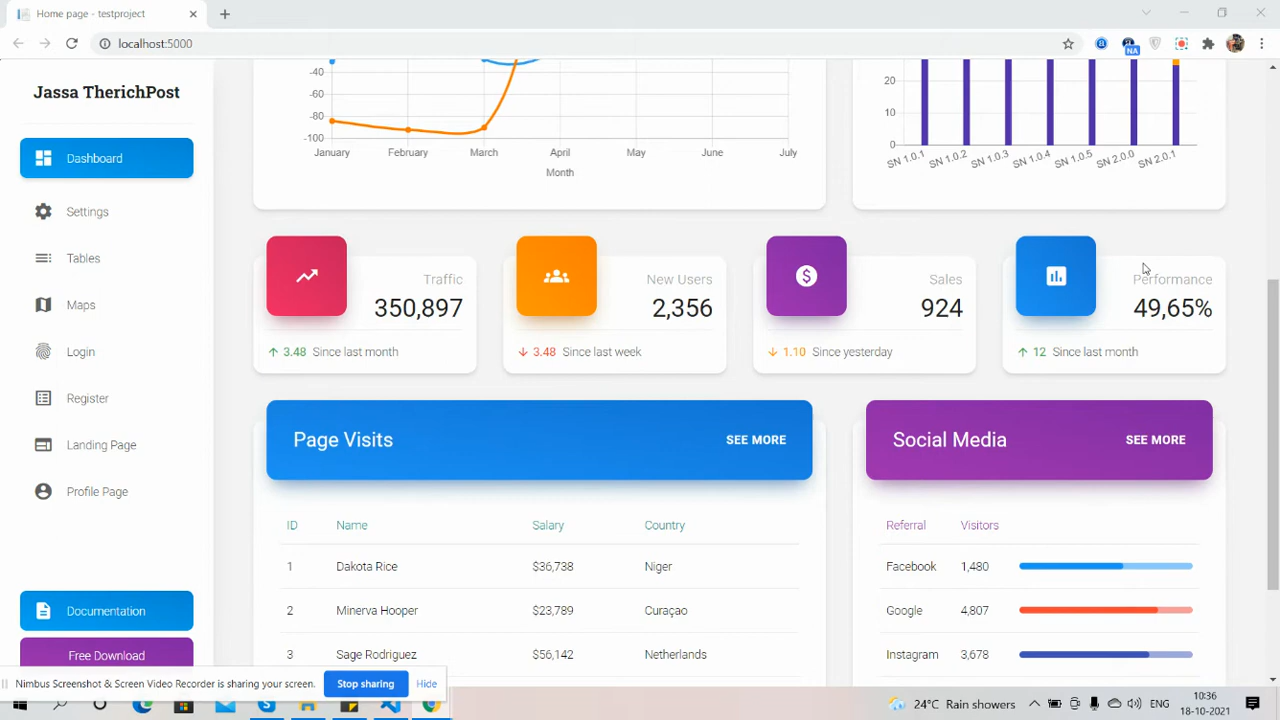 Home page - testproject
localhost:5000
NA
Jassa TherichPost
Dashboard
Settings
Tables
Maps
Login
Register
Landing Page
Profile Page
Documentation
Free Download
-40
-60
-80
-100
January February March April May June July
Month
20
10
0
SN 1.0.1 SN 1.0.2 SN 1.0.3 SN 1.0.4 SN 1.0.5 SN 2.0.0 SN 2.0.1
Traffic
350,897
3.48 Since last month
New Users
2,356
3.48 Since last week
Sales
924
1.10 Since yesterday
Performance
49,65%
12 Since last month
Page Visits SEE MORE
ID Name Salary Country
1 Dakota Rice $36,738 Niger
2 Minerva Hooper $23,789 Curaçao
3 Sage Rodriguez $56,142 Netherlands
Social Media SEE MORE
Referral Visitors
Facebook 1,480
Google 4,807
Instagram 3,678
Nimbus Screenshot & Screen Video Recorder is sharing your screen. Stop sharing Hide
24°C Rain showers ENG 10:36
18-10-2021